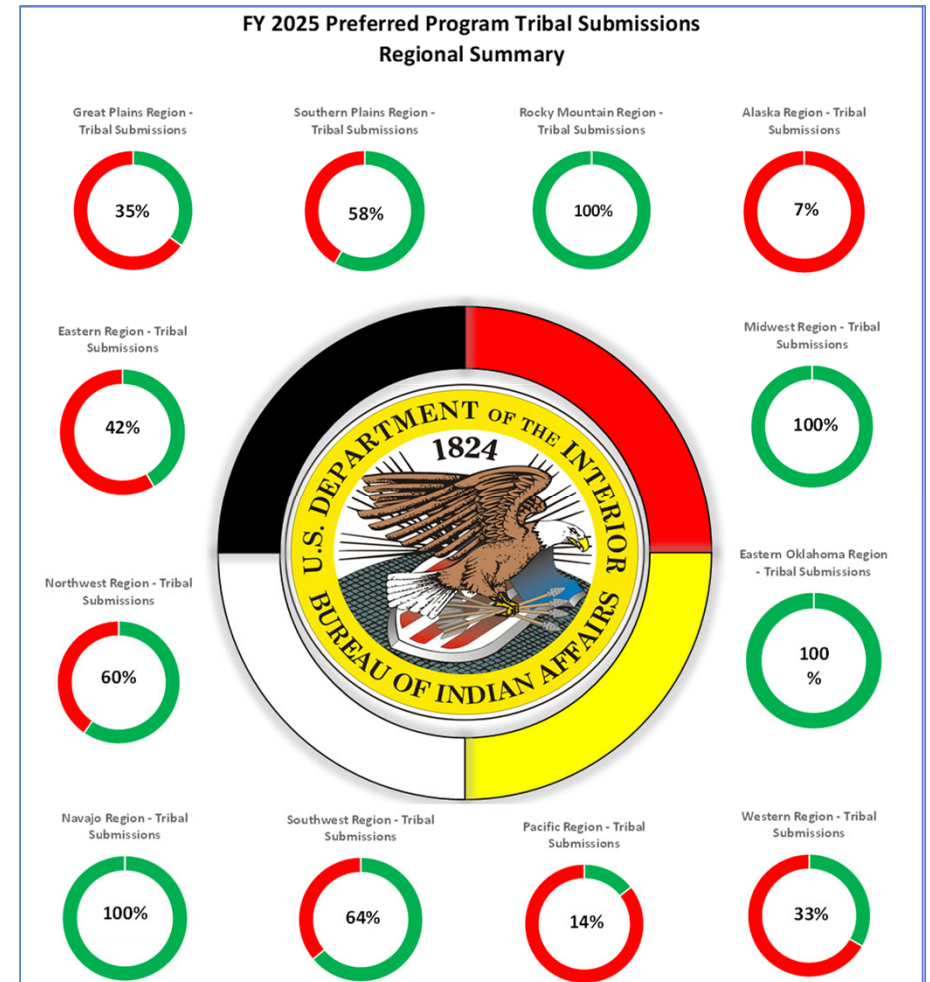 FY 2025 Preferred Program Tribal Submissions
Regional Summary
Great Plains Region -
Tribal Submissions
35%
Southern Plains Region -
Tribal Submissions
58%
Rocky Mountain Region -
Tribal Submissions
100%
Alaska Region - Tribal
Submissions
7%
Eastern Region - Tribal
Submissions
42%
U.S. DEPARTMENT OF THE INTERIOR
1824
BUREAU OF INDIAN AFFAIRS
Midwest Region - Tribal
Submissions
100%
Northwest Region - Tribal
Submissions
60%
Eastern Oklahoma Region
- Tribal Submissions
100
%
Navajo Region - Tribal
Submissions
100%
Southwest Region - Tribal
Submissions
64%
Pacific Region - Tribal
Submissions
14%
Western Region - Tribal
Submissions
33%